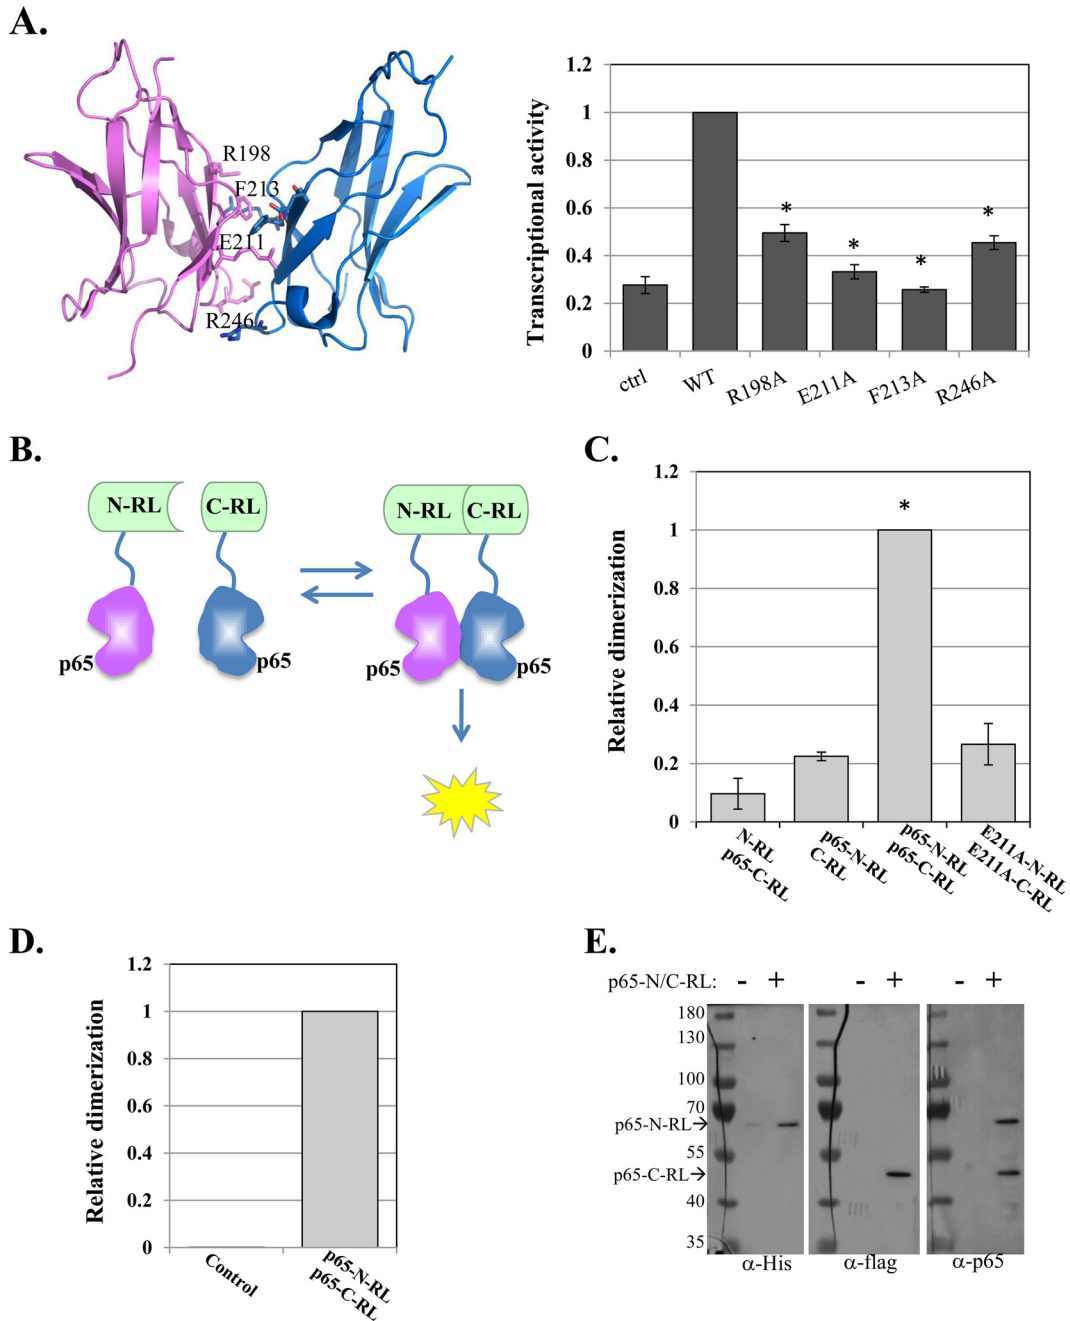 A.
R198
F213
E211
R246
Transcriptional activity
1.2
1
0.8
0.6
0.4
0.2
0
*
*
*
*
ctrl
WT
R198A
E211A
F213A
R246A
B.
N-RL
C-RL
N-RL
C-RL
p65
p65
p65
p65
C.
Relative dimerization
1.2
1
0.8
0.6
0.4
0.2
0
*
N-RL
p65-C-RL
p65-N-RL
C-RL
p65-N-RL
p65-C-RL
E211A-N-RL
E211A-C-RL
D.
Relative dimerization
1.2
1
0.8
0.6
0.4
0.2
0
Control
p65-N-RL
p65-C-RL
E.
p65-N/C-RL: - + - + - +
180
130
100
70
p65-N-RL→
55
p65-C-RL→
40
35
α-His
α-flag
α-p65